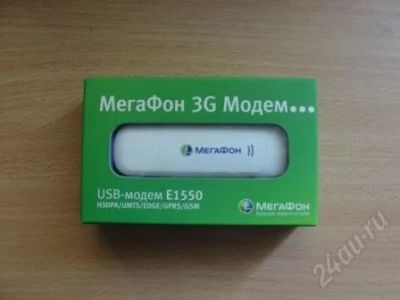 МегаФон 3G Модем...
МЕГАФОН
USB-модем E1550
HSDPA/UMTS/EDGE/GPRS/GSM
МЕГАФОН
24au.ru